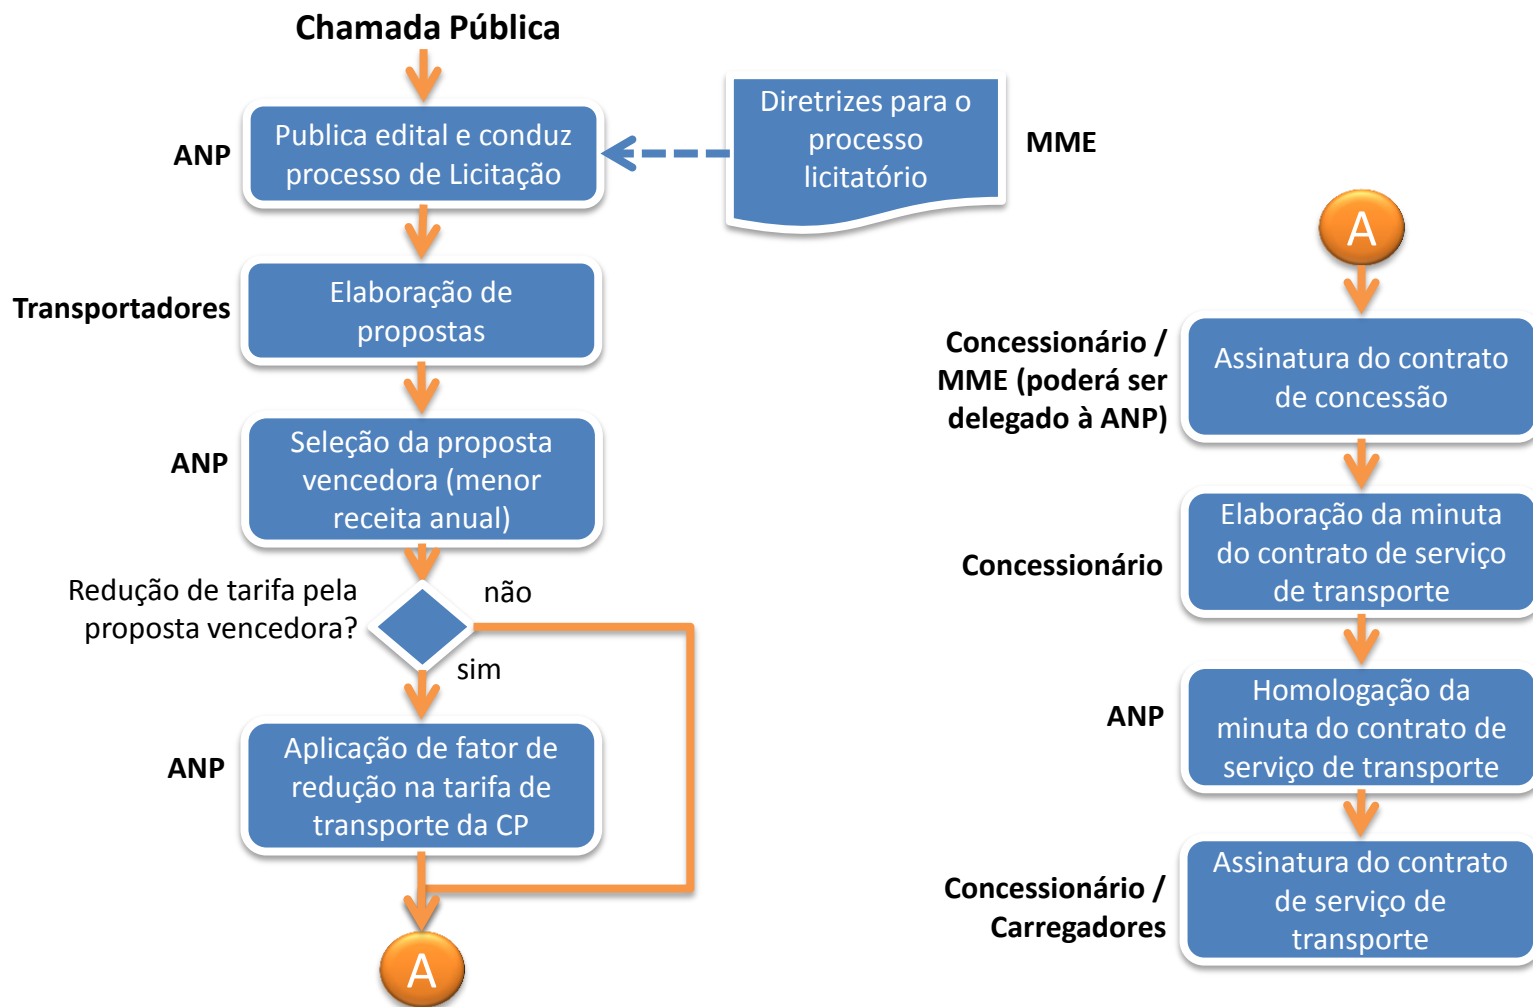 Chamada Pública
ANP
Publica edital e conduz
processo de Licitação
Diretrizes para o
processo
licitatório
MME
Transportadores
Elaboração de
propostas
ANP
Seleção da proposta
vencedora (menor
receita anual)
Redução de tarifa pela
proposta vencedora?
não
sim
ANP
Aplicação de fator de
redução na tarifa de
transporte da CP
A
A
Concessionário /
MME (poderá ser
delegado à ANP)
Assinatura do contrato
de concessão
Concessionário
Elaboração da minuta
do contrato de serviço
de transporte
ANP
Homologação da
minuta do contrato de
serviço de transporte
Concessionário /
Carregadores
Assinatura do contrato
de serviço de
transporte